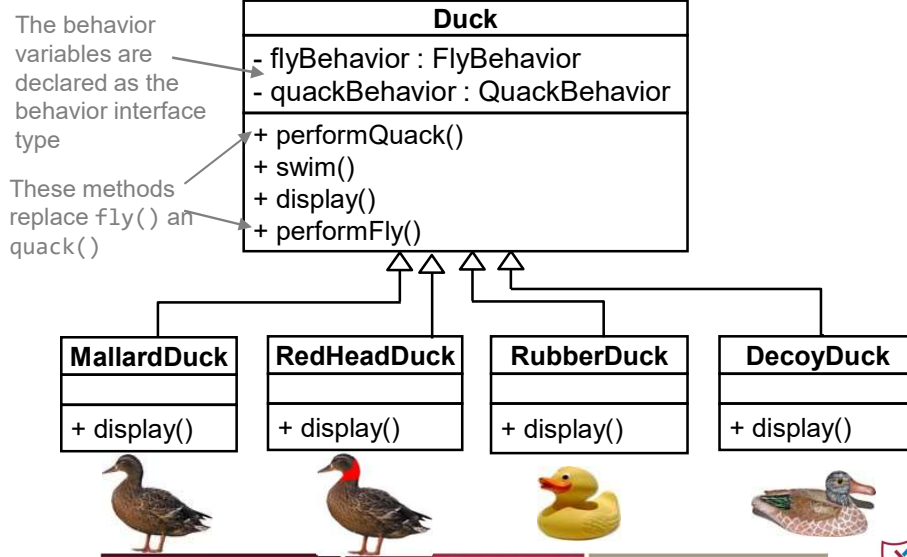 The behavior
variables are
declared as the
behavior interface
type
These methods
replace fly() an
quack()
Duck
- flyBehavior : FlyBehavior
- quackBehavior : QuackBehavior
+ performQuack()
+ swim()
+ display()
+ performFly()
MallardDuck
+ display()
RedHeadDuck
+ display()
RubberDuck
+ display()
DecoyDuck
+ display()